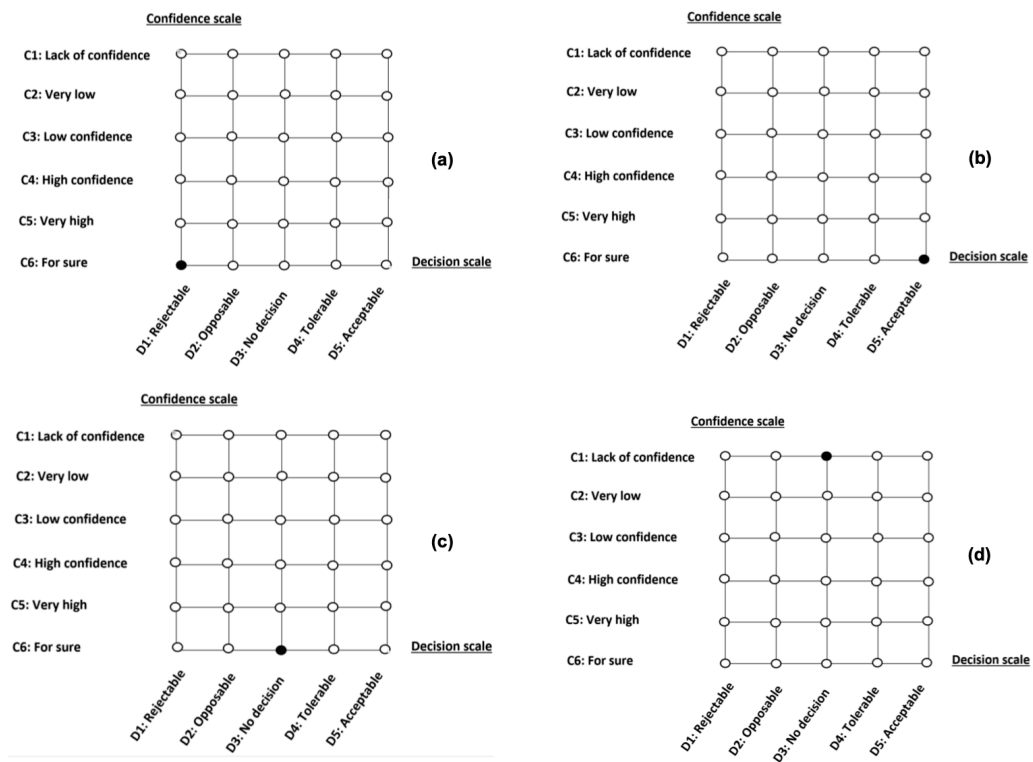 Confidence scale
C1: Lack of confidence
C2: Very low
C3: Low confidence
C4: High confidence
C5: Very high
C6: For sure
Decision scale
D1: Rejectable
D2: Opposable
D3: No decision
D4: Tolerable
D5: Acceptable
(a)
Confidence scale
C1: Lack of confidence
C2: Very low
C3: Low confidence
C4: High confidence
C5: Very high
C6: For sure
Decision scale
D1: Rejectable
D2: Opposable
D3: No decision
D4: Tolerable
D5: Acceptable
(b)
Confidence scale
C1: Lack of confidence
C2: Very low
C3: Low confidence
C4: High confidence
C5: Very high
C6: For sure
Decision scale
D1: Rejectable
D2: Opposable
D3: No decision
D4: Tolerable
D5: Acceptable
(c)
Confidence scale
C1: Lack of confidence
C2: Very low
C3: Low confidence
C4: High confidence
C5: Very high
C6: For sure
Decision scale
D1: Rejectable
D2: Opposable
D3: No decision
D4: Tolerable
D5: Acceptable
(d)